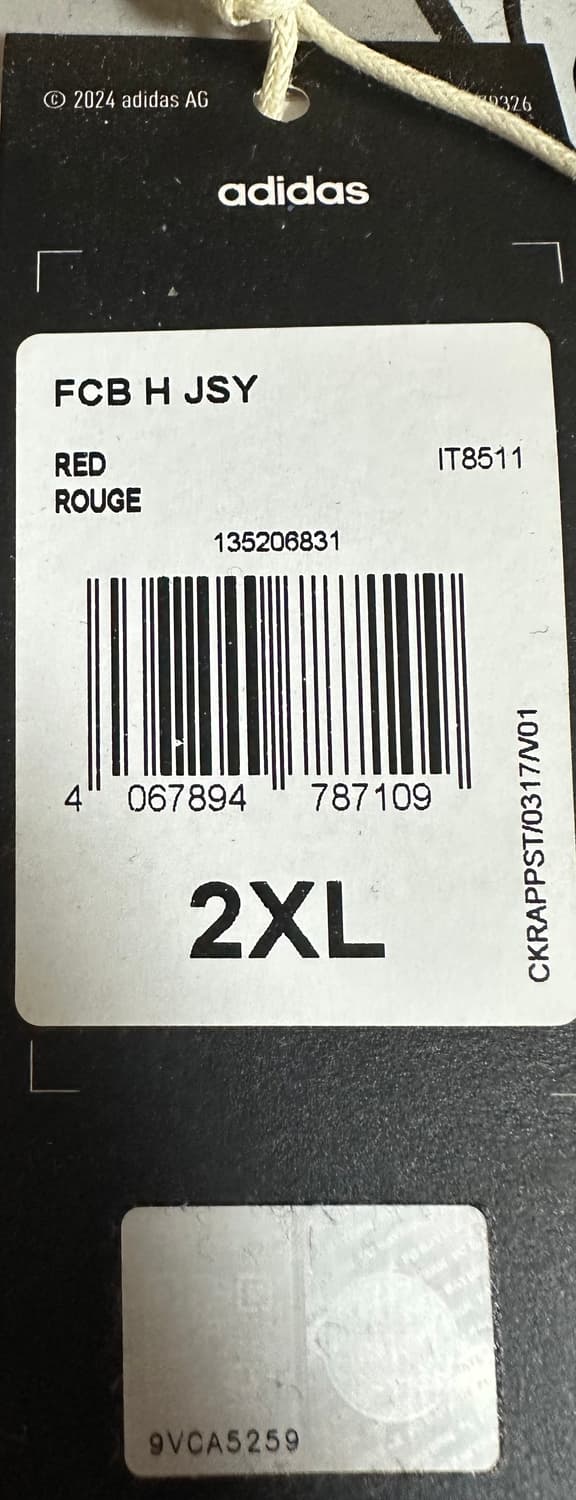 © 2024 adidas AG
adidas
FCB H JSY
RED
IT8511
ROUGE
135206831
4 067894 787109
CKRAPPST/0317/V01
2XL
9VCA5259